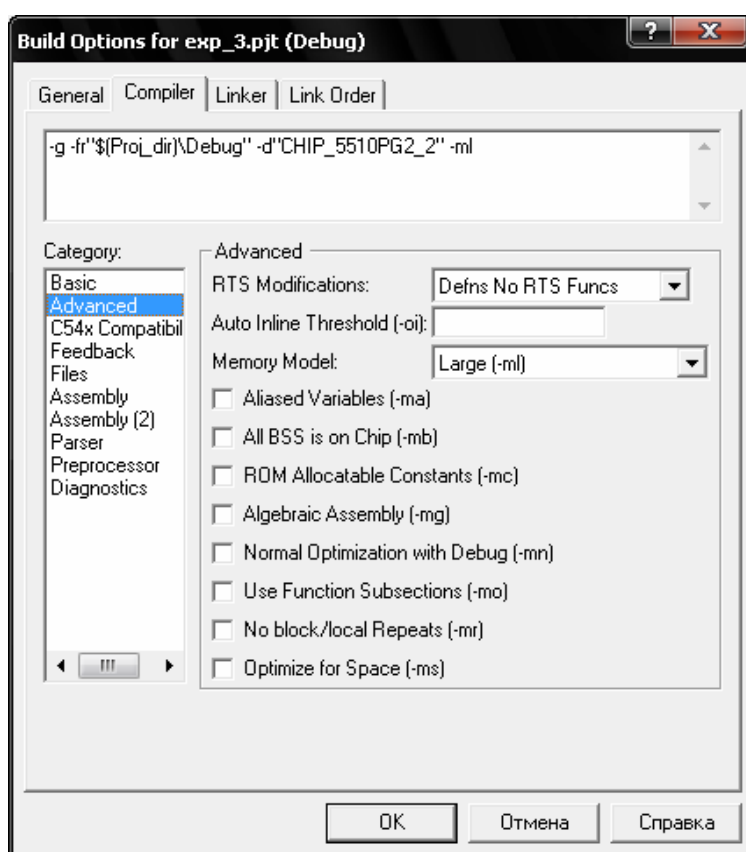 Build Options for exp_3.pjt (Debug)
General Compiler Linker Link Order
-g -fr"$(Proj_dir)\Debug" -d"CHIP_5510PG2_2" -ml
Category:
Basic
Advanced
C54x Compatibil
Feedback
Files
Assembly
Assembly (2)
Parser
Preprocessor
Diagnostics
Advanced
RTS Modifications: Defns No RTS Funcs
Auto Inline Threshold (-oi):
Memory Model: Large (-ml)
Aliased Variables (-ma)
All BSS is on Chip (-mb)
ROM Allocatable Constants (-mc)
Algebraic Assembly (-mg)
Normal Optimization with Debug (-mn)
Use Function Subsections (-mo)
No block/local Repeats (-mr)
Optimize for Space (-ms)
OK Отмена Справка